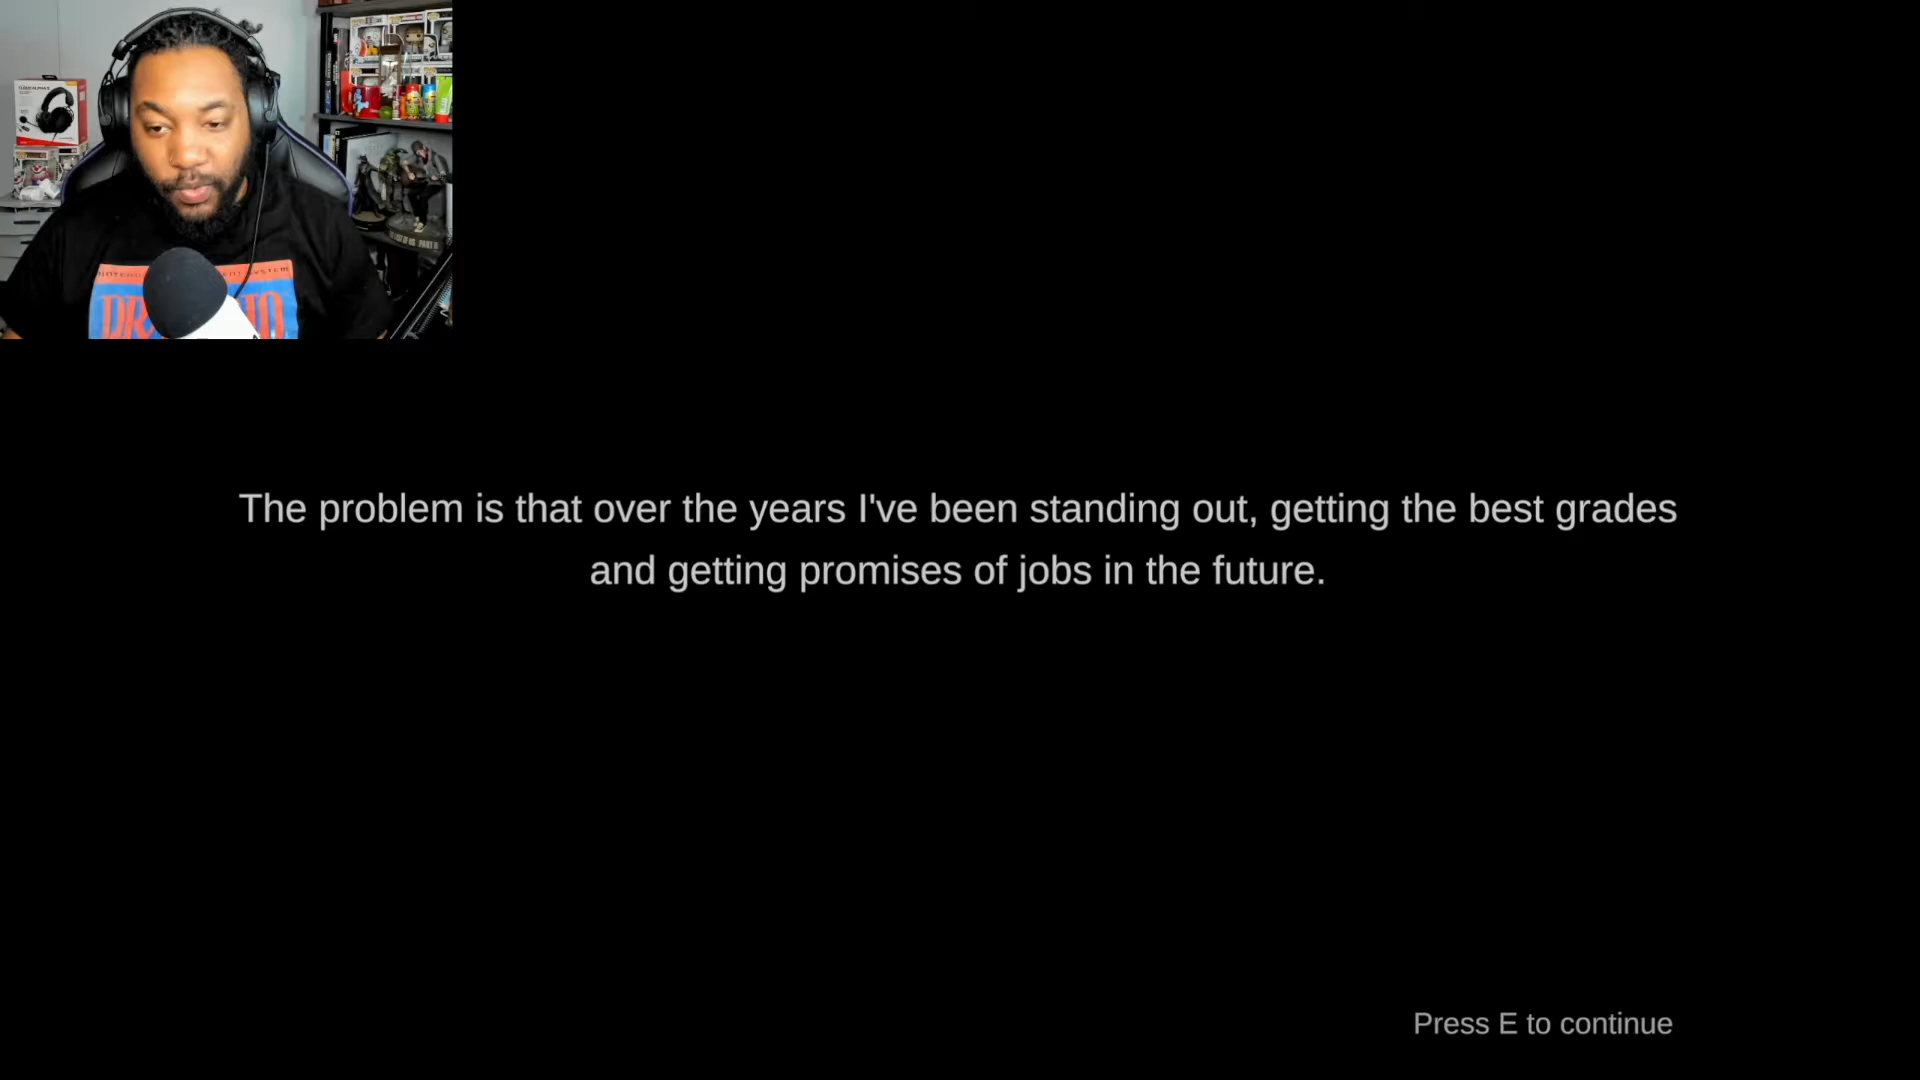 The problem is that over the years I've been standing out, getting the best grades
and getting promises of jobs in the future.
Press E to continue